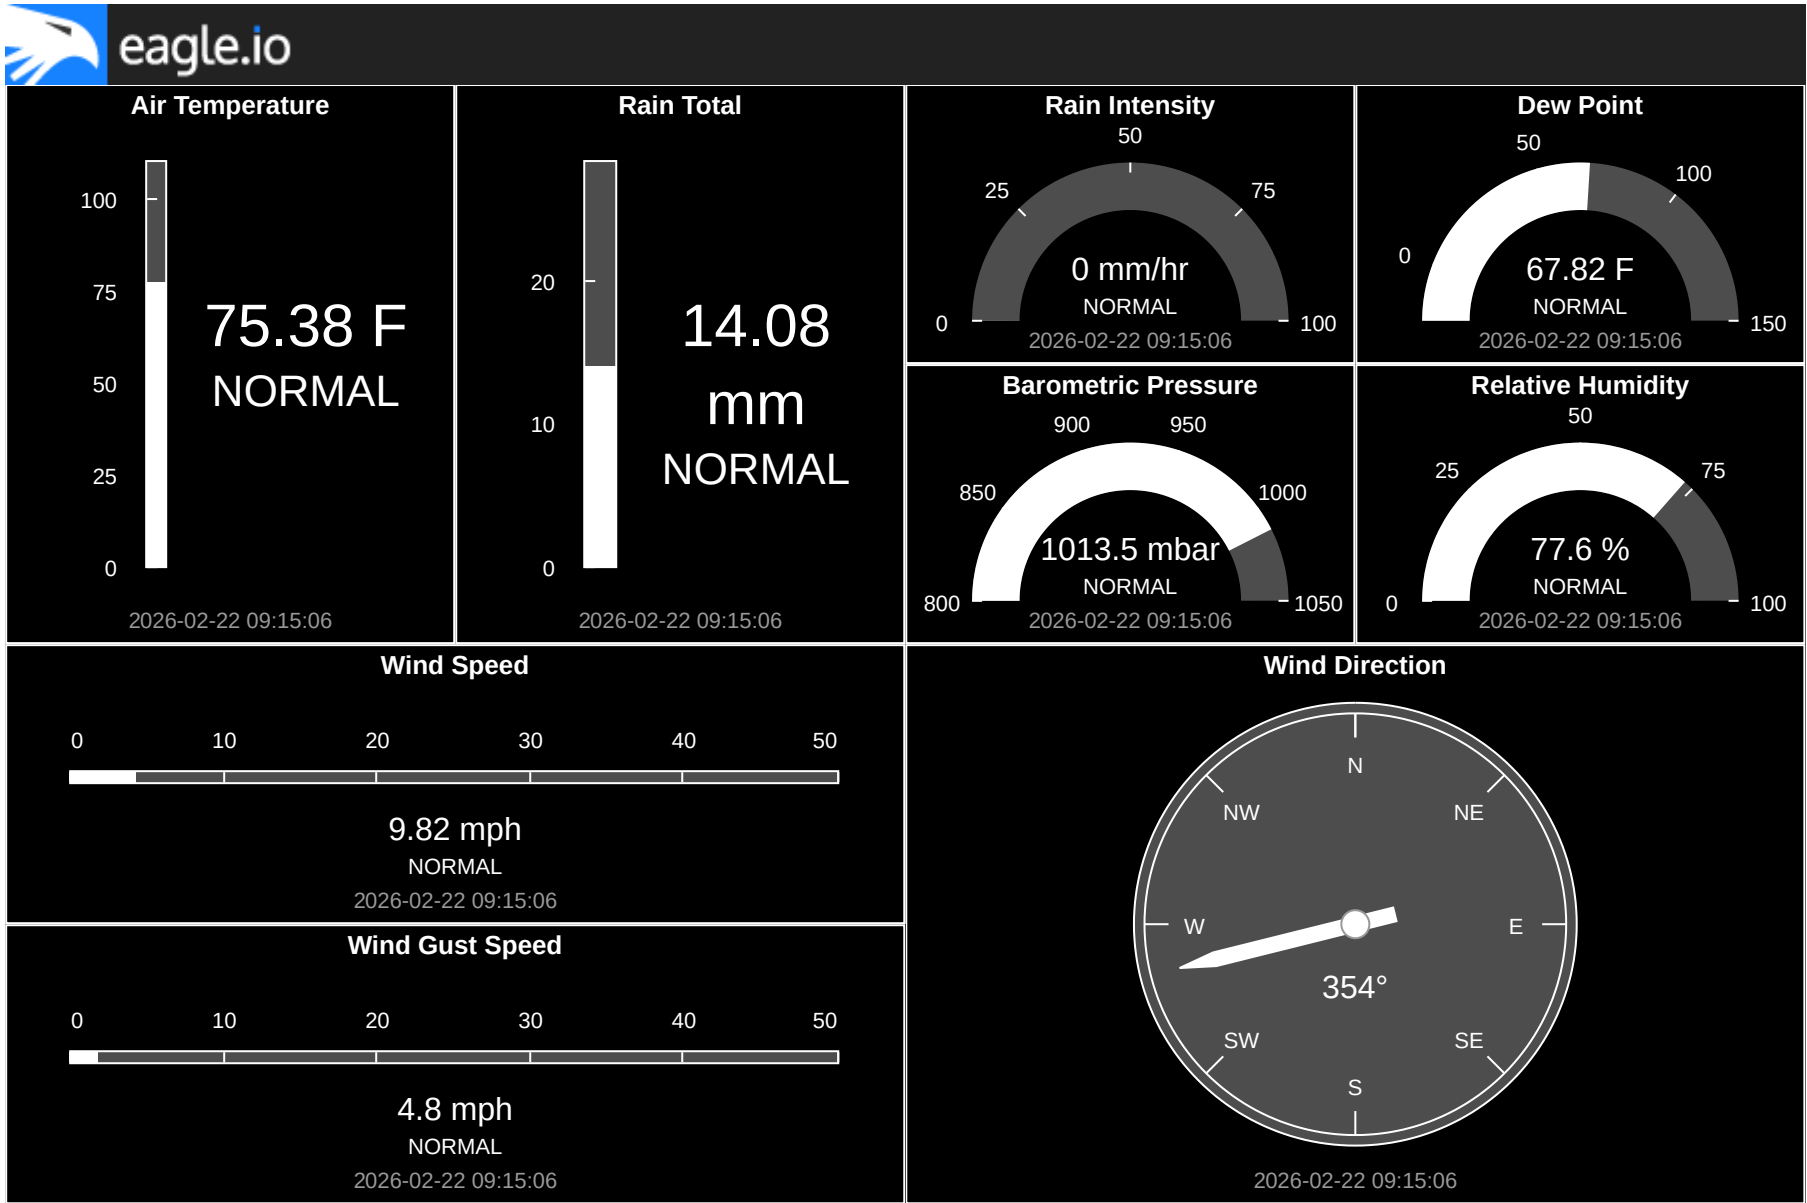 eagle.io
Air Temperature
100
75
50
25
0
75.38 F
NORMAL
2026-02-22 09:15:06
Rain Total
20
10
0
14.08
mm
NORMAL
2026-02-22 09:15:06
Rain Intensity
0
25
50
75
100
0 mm/hr
NORMAL
2026-02-22 09:15:06
Dew Point
0
50
100
150
67.82 F
NORMAL
2026-02-22 09:15:06
Barometric Pressure
800
850
900
950
1000
1050
1013.5 mbar
NORMAL
2026-02-22 09:15:06
Relative Humidity
0
25
50
75
100
77.6 %
NORMAL
2026-02-22 09:15:06
Wind Speed
0 10 20 30 40 50
9.82 mph
NORMAL
2026-02-22 09:15:06
Wind Gust Speed
0 10 20 30 40 50
4.8 mph
NORMAL
2026-02-22 09:15:06
Wind Direction
N
NW NE
W E
354°
SW SE
S
2026-02-22 09:15:06